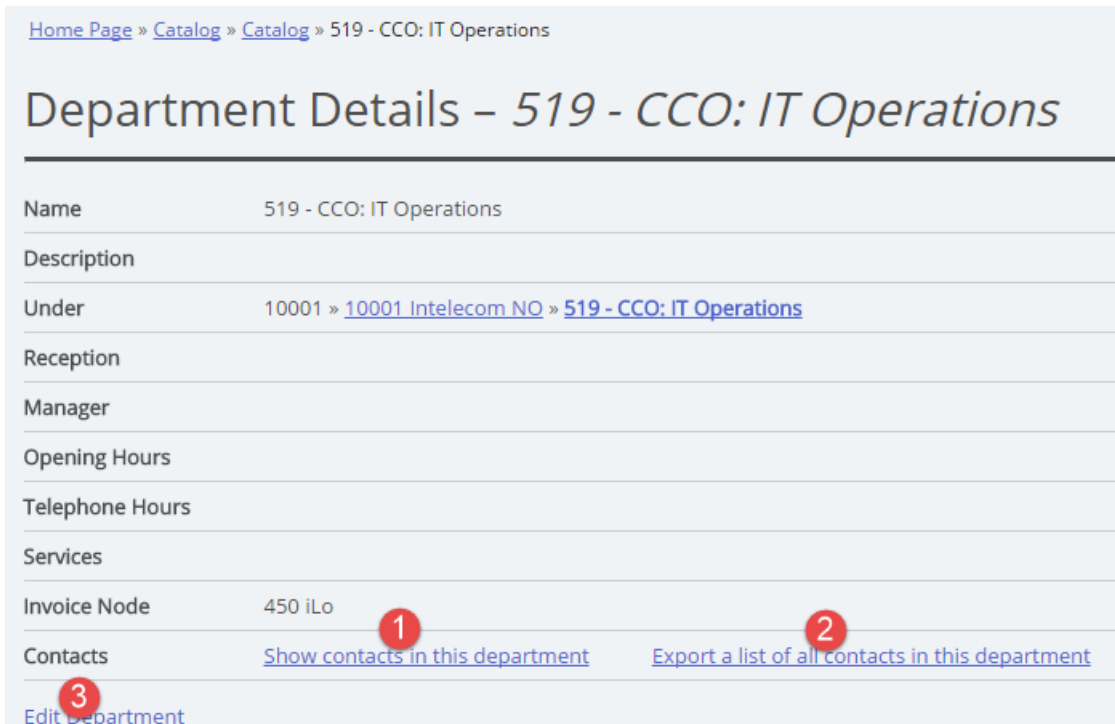 Home Page » Catalog » Catalog » 519 - CCO: IT Operations
Department Details – 519 - CCO: IT Operations
Name 519 - CCO: IT Operations
Description
Under 10001 » 10001 Intelecom NO » 519 - CCO: IT Operations
Reception
Manager
Opening Hours
Telephone Hours
Services
Invoice Node 450 iLo
1 2
Contacts Show contacts in this department Export a list of all contacts in this department
3
Edit Department